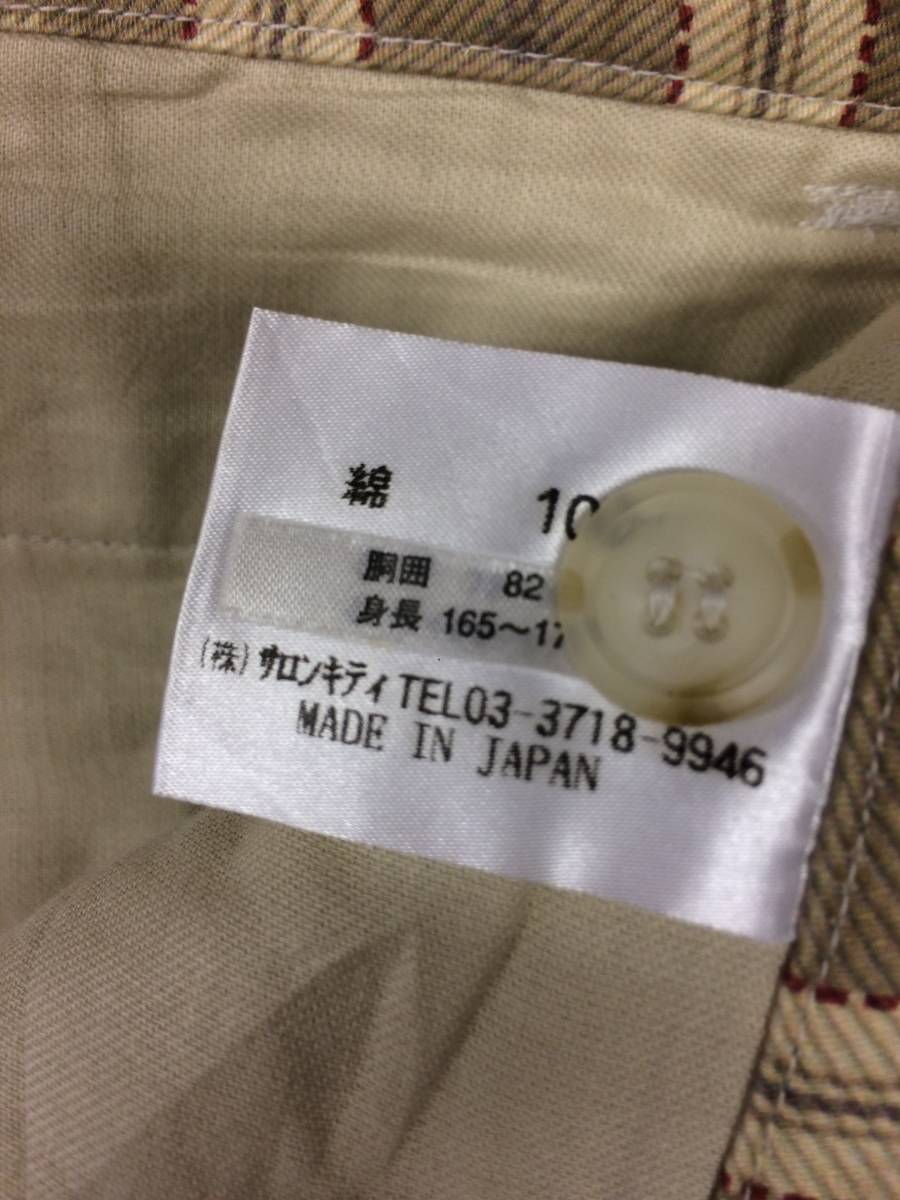 綿 10
胴囲 82
身長 165～17
(株) サロンキティ TEL03-3718-9946
MADE IN JAPAN